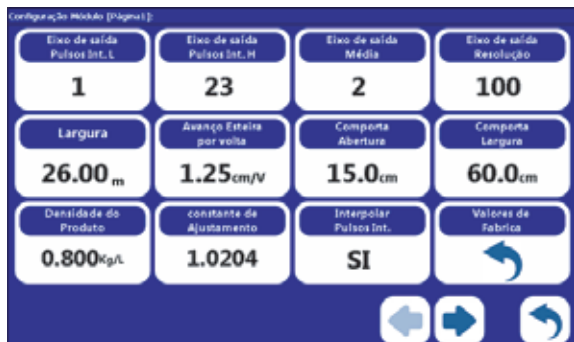 Configuração Módulo [Página1]:
Eixo de saída
Pulsos Int. L
1
Eixo de saída
Pulsos Int. H
23
Eixo de saída
Média
2
Eixo de saída
Resolução
100
Largura
26.00 m
Avanço Esteira
por volta
1.25cm/V
Comporta
Abertura
15.0cm
Comporta
Largura
60.0cm
Densidade do
Produto
0.800Kg/L
constante de
Ajustamento
1.0204
Interpolar
Pulsos Int.
SI
Valores de
Fabrica